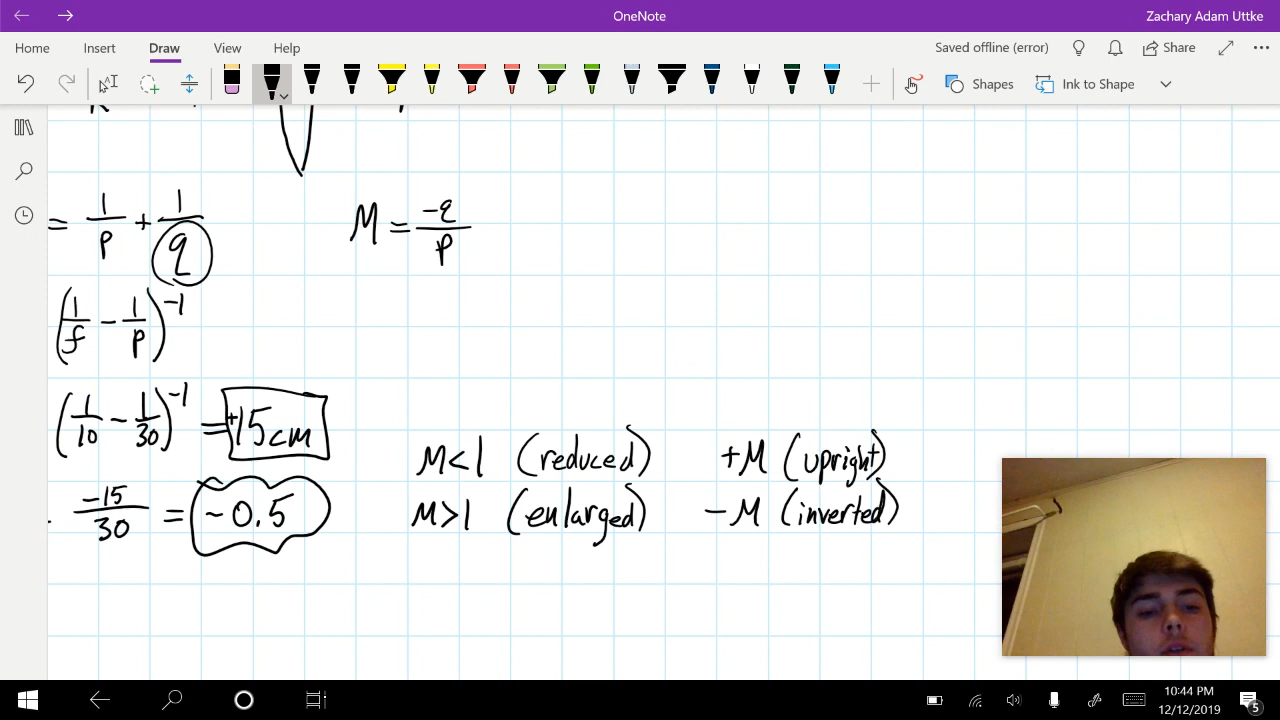 OneNote
Zachary Adam Uttke
Home Insert Draw View Help
Saved offline (error) Share
Shapes Ink to Shape
= 1/p + 1/q
M = -q/p
(1/f - 1/p)^-1
(1/10 - 1/30)^-1 = +15cm
M<1 (reduced) +M (upright)
-15/30 = -0.5
M>1 (enlarged) -M (inverted)
10:44 PM
12/12/2019
5